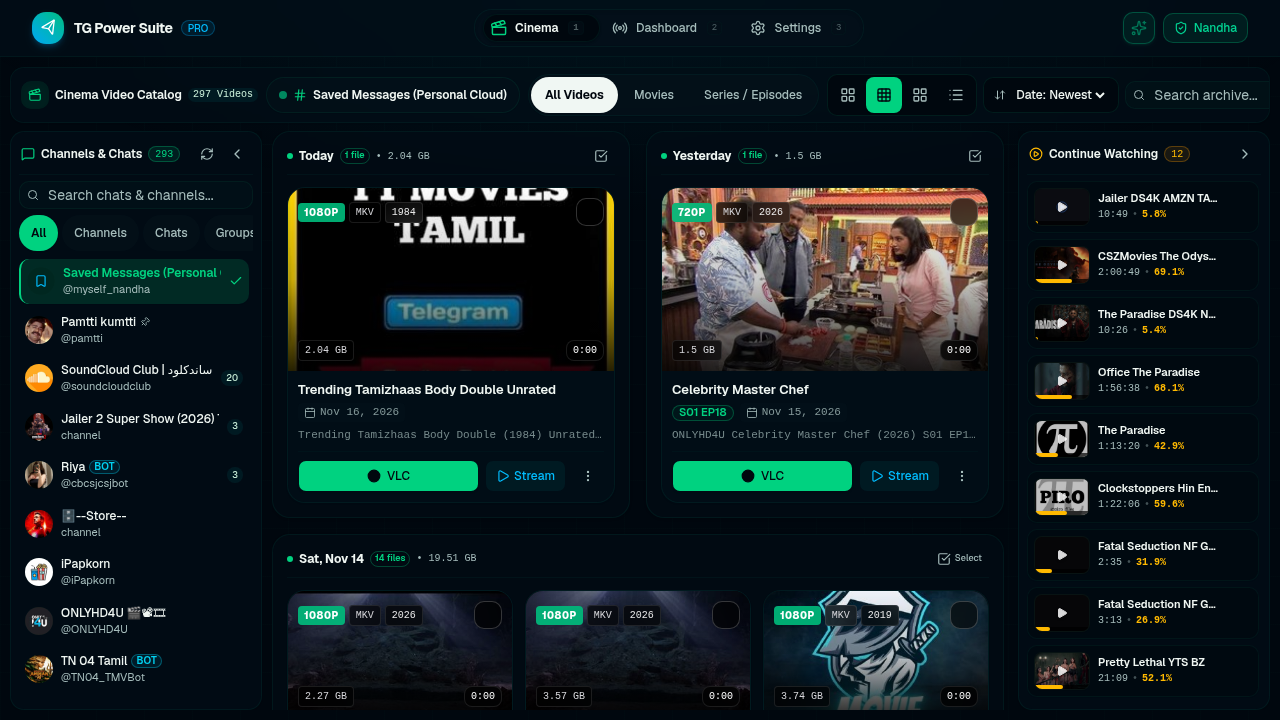 TG Power Suite PRO
Cinema 1
Dashboard 2
Settings 3
Nandha
Cinema Video Catalog 297 Videos
Saved Messages (Personal Cloud)
All Videos
Movies
Series / Episodes
Date: Newest
Search archive...
Channels & Chats 293
Search chats & channels...
All
Channels
Chats
Groups
Saved Messages (Personal
@myself_nandha
Pamtti kumtti
@pamtti
SoundCloud Club | ساندکلود
@soundcloudclub
20
Jailer 2 Super Show (2026)
channel
3
Riya BOT
@cbcsjcsjbot
3
--Store--
channel
iPapkorn
@iPapkorn
ONLYHD4U
@ONLYHD4U
TN 04 Tamil BOT
@TN04_TMVBot
Today 1 file • 2.04 GB
MOVIES
TAMIL
Telegram
1080P MKV 1984
2.04 GB
0:00
Trending Tamizhaas Body Double Unrated
Nov 16, 2026
Trending Tamizhaas Body Double (1984) Unrated…
VLC
Stream
Yesterday 1 file • 1.5 GB
720P MKV 2026
1.5 GB
0:00
Celebrity Master Chef
S01 EP18
Nov 15, 2026
ONLYHD4U Celebrity Master Chef (2026) S01 EP1…
VLC
Stream
Sat, Nov 14 14 files • 19.51 GB
Select
1080P MKV 2026
2.27 GB
0:00
1080P MKV 2026
3.57 GB
0:00
1080P MKV 2019
MOVIE
3.74 GB
0:00
Continue Watching 12
Jailer DS4K AMZN TA...
10:49 • 5.8%
CSZMovies The Odys...
2:00:49 • 69.1%
The Paradise DS4K N...
10:26 • 5.4%
Office The Paradise
1:56:38 • 68.1%
The Paradise
1:13:20 • 42.9%
Clockstoppers Hin En...
1:22:06 • 59.6%
Fatal Seduction NF G...
2:35 • 31.9%
Fatal Seduction NF G...
3:13 • 26.9%
Pretty Lethal YTS BZ
21:09 • 52.1%